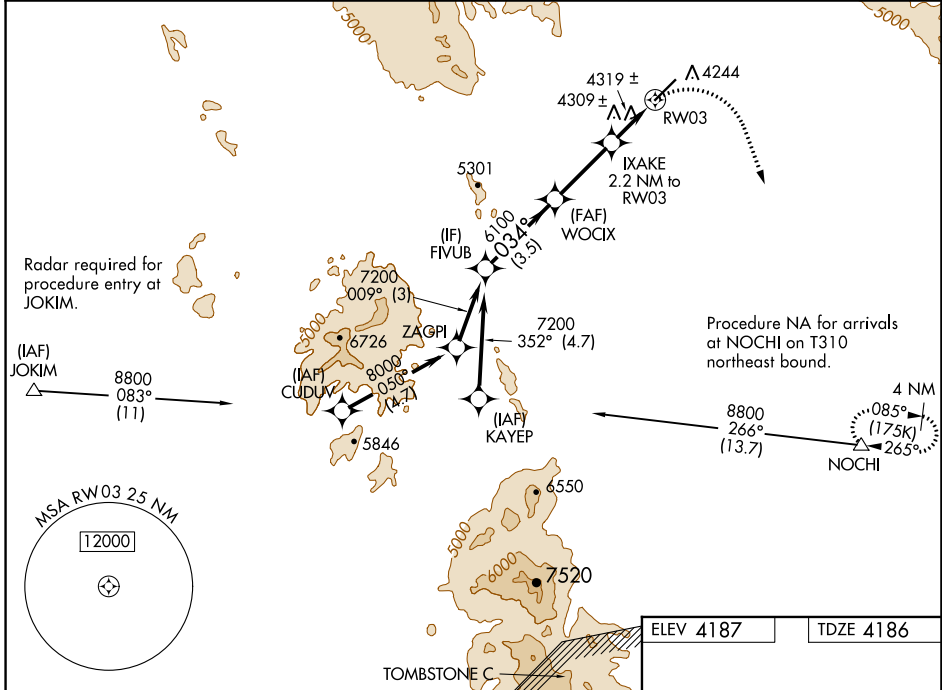 5000
5000
4319 ±
4309 ±
4244
RW03
IXAKE
2.2 NM to
RW03
5301
(FAF)
WOCIX
6100
034°
(3.5)
(IF)
FIVUB
Radar required for
procedure entry at
JOKIM.
7200
009° (3)
5000
ZAGPI
7200
352° (4.7)
Procedure NA for arrivals
at NOCHI on T310
northeast bound.
6726
(IAF)
JOKIM
8800
083°
(11)
(IAF)
CUDUV
8000
050°
(4.7)
(IAF)
KAYEP
8800
266°
(13.7)
4 NM
085°
(175K)
265°
NOCHI
5846
MSA RW03 25 NM
12000
6550
5000
6000
7520
ELEV 4187
TDZE 4186
TOMBSTONE C